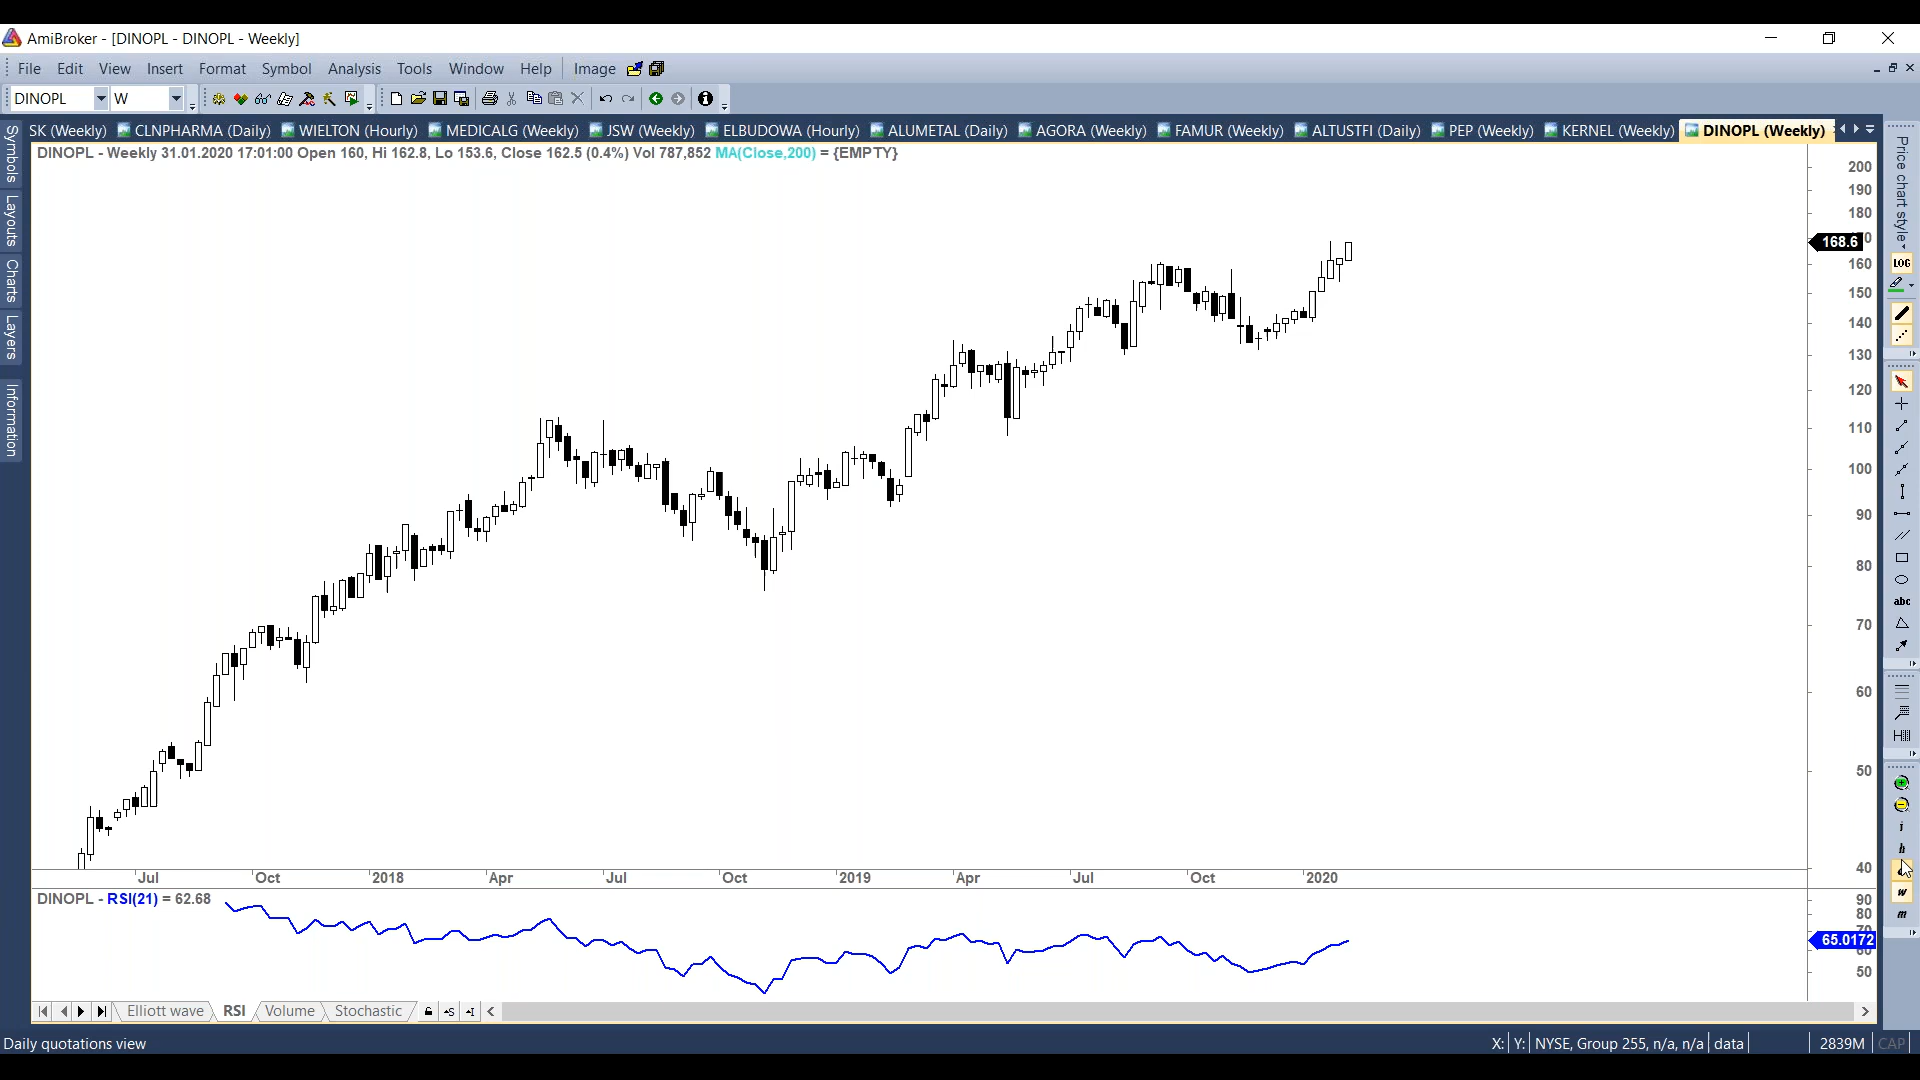 AmiBroker - [DINOPL - DINOPL - Weekly]
File Edit View Insert Format Symbol Analysis Tools Window Help Image
DINOPL W
SK (Weekly) CLNPHARMA (Daily) WIELTON (Hourly) MEDICALG (Weekly) JSW (Weekly) ELBUDOWA (Hourly) ALUMETAL (Daily) AGORA (Weekly) FAMUR (Weekly) ALTUSTFI (Daily) PEP (Weekly) KERNEL (Weekly) DINOPL (Weekly)
DINOPL - Weekly 31.01.2020 17:01:00 Open 160, Hi 162.8, Lo 153.6, Close 162.5 (0.4%) Vol 787,852 MA(Close,200) = {EMPTY}
Symbols
Layouts
Charts
Layers
Information
200
190
180
168.6
160
150
140
130
120
110
100
90
80
70
60
50
40
Price chart style
LOG
abc
i
h
w
m
Jul Oct 2018 Apr Jul Oct 2019 Apr Jul Oct 2020
DINOPL - RSI(21) = 62.68
90
80
70
65.0172
60
50
Elliott wave RSI Volume Stochastic
Daily quotations view X: Y: NYSE, Group 255, n/a, n/a data 2839M CAP